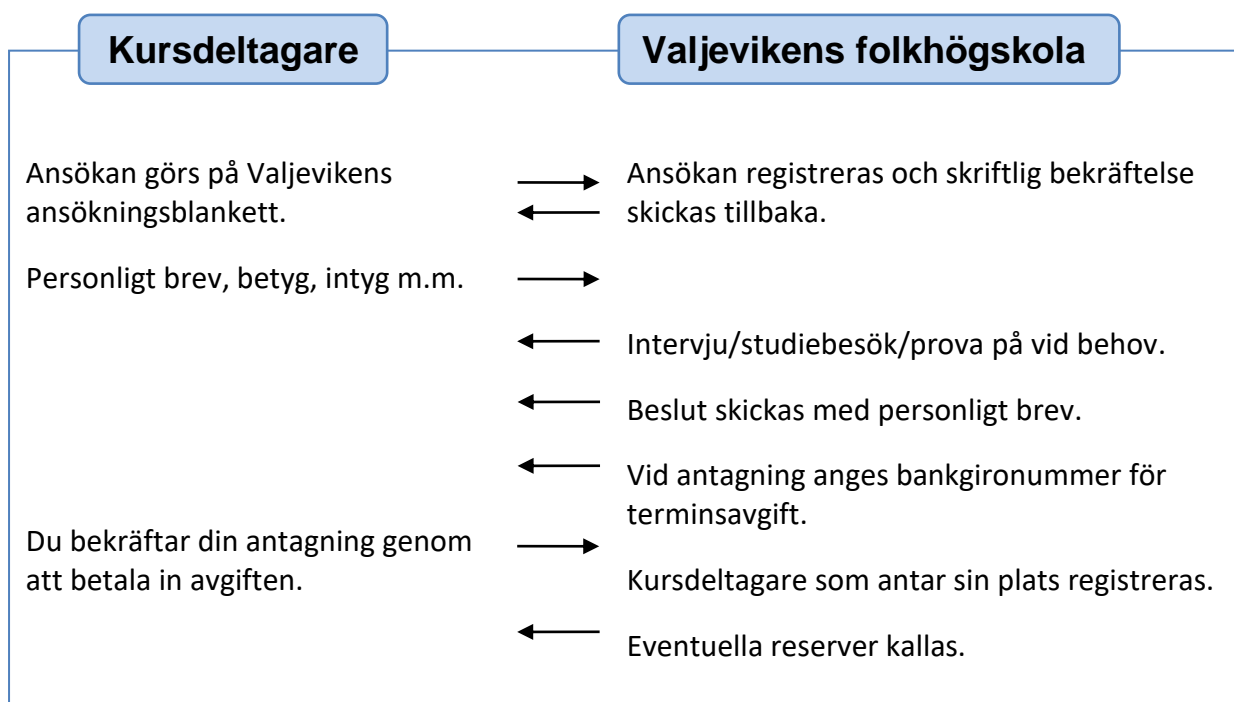 Kursdeltagare
Valjevikens folkhögskola
Ansökan görs på Valjevikens
ansökningsblankett.
Ansökan registreras och skriftlig bekräftelse
skickas tillbaka.
Personligt brev, betyg, intyg m.m.
Intervju/studiebesök/prova på vid behov.
Beslut skickas med personligt brev.
Vid antagning anges bankgironummer för
terminsavgift.
Du bekräftar din antagning genom
att betala in avgiften.
Kursdeltagare som antar sin plats registreras.
Eventuella reserver kallas.